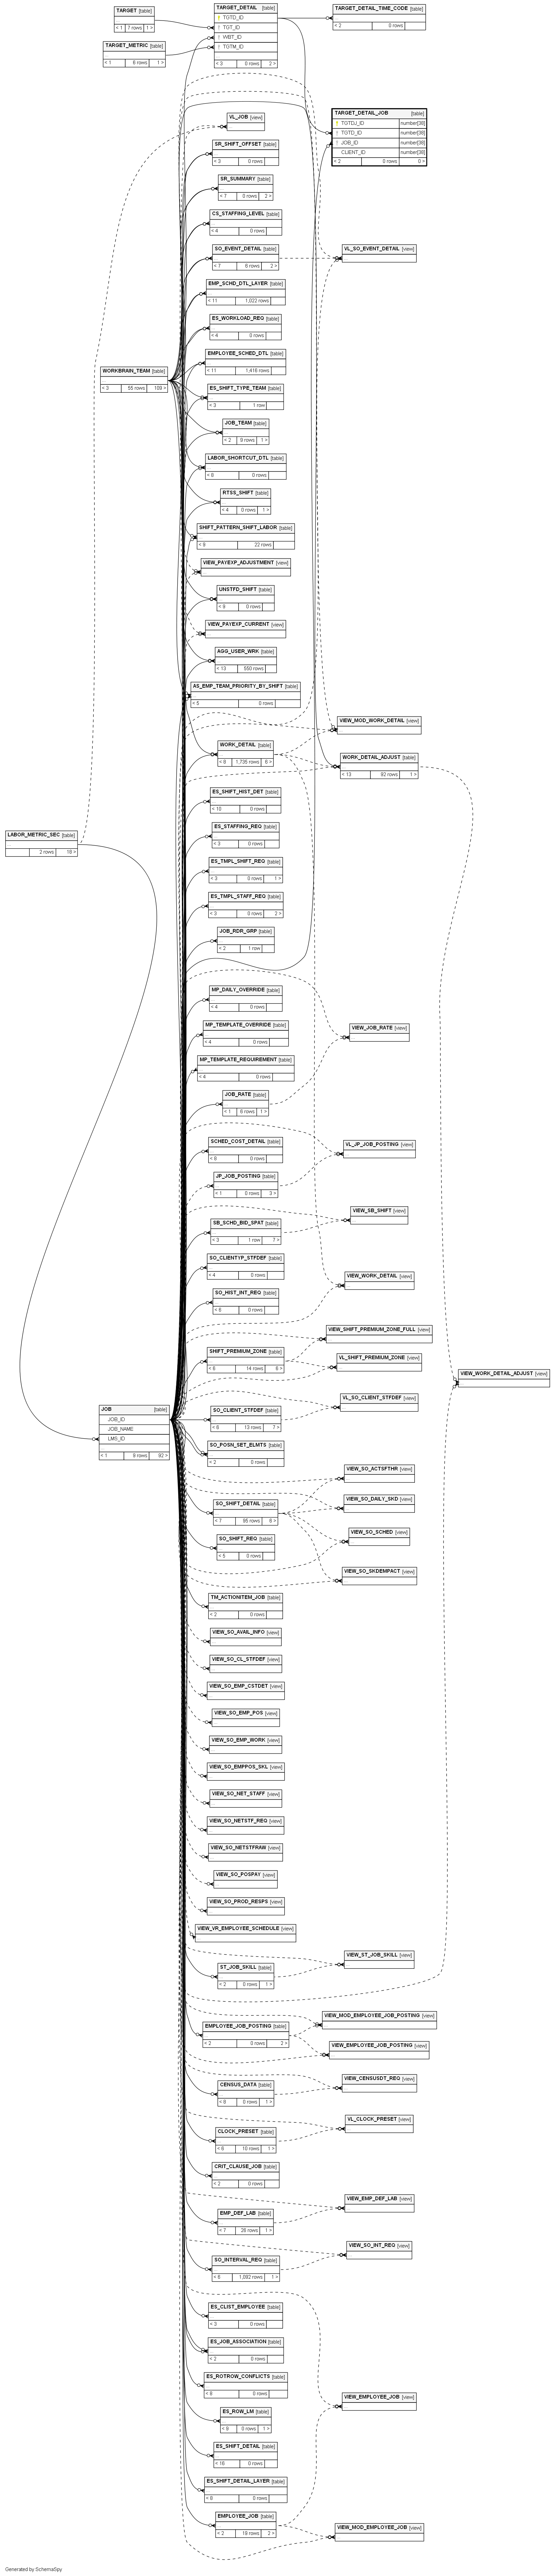 TARGET [table]
< 1 7 rows 1 >
TARGET_METRIC [table]
< 1 6 rows 1 >
TARGET_DETAIL [table]
TGTD_ID
TGT_ID
WBT_ID
TGTM_ID
< 3 0 rows 2 >
TARGET_DETAIL_TIME_CODE [table]
< 2 0 rows
TARGET_DETAIL_JOB [table]
TGTDJ_ID number[38]
TGTD_ID number[38]
JOB_ID number[38]
CLIENT_ID number[38]
< 2 0 rows 0 >
VL_JOB [view]
SR_SHIFT_OFFSET [table]
< 3 0 rows
SR_SUMMARY [table]
< 7 0 rows 2 >
CS_STAFFING_LEVEL [table]
< 4 0 rows
SO_EVENT_DETAIL [table]
< 7 8 rows 2 >
VL_SO_EVENT_DETAIL [view]
EMP_SCHD_DTL_LAYER [table]
< 11 1,022 rows
ES_WORKLOAD_REQ [table]
< 4 0 rows
EMPLOYEE_SCHED_DTL [table]
< 11 1,416 rows
WORKBRAIN_TEAM [table]
< 3 55 rows 109 >
ES_SHIFT_TYPE_TEAM [table]
< 3 1 row
JOB_TEAM [table]
< 2 9 rows 1 >
LABOR_SHORTCUT_DTL [table]
< 8 0 rows
RTSS_SHIFT [table]
< 4 0 rows 1 >
SHIFT_PATTERN_SHIFT_LABOR [table]
< 9 22 rows
VIEW_PAYEXP_ADJUSTMENT [view]
UNSTFD_SHIFT [table]
< 9 0 rows
VIEW_PAYEXP_CURRENT [view]
AGG_USER_WRK [table]
< 13 550 rows
AS_EMP_TEAM_PRIORITY_BY_SHIFT [table]
< 5 0 rows
VIEW_MOD_WORK_DETAIL [view]
WORK_DETAIL [table]
< 8 1,735 rows 6 >
WORK_DETAIL_ADJUST [table]
< 13 92 rows 1 >
ES_SHIFT_HIST_DET [table]
< 10 0 rows
ES_STAFFING_REQ [table]
< 3 0 rows
LABOR_METRIC_SEC [table]
2 rows 18 >
ES_TMPL_SHIFT_REQ [table]
< 3 0 rows 1 >
ES_TMPL_STAFF_REQ [table]
< 3 0 rows 2 >
JOB_RDR_GRP [table]
< 2 1 row
MP_DAILY_OVERRIDE [table]
< 4 0 rows
MP_TEMPLATE_OVERRIDE [table]
< 4 0 rows
VIEW_JOB_RATE [view]
MP_TEMPLATE_REQUIREMENT [table]
< 4 0 rows
JOB_RATE [table]
< 1 6 rows 1 >
SCHED_COST_DETAIL [table]
< 8 0 rows
VL_JP_JOB_POSTING [view]
JP_JOB_POSTING [table]
< 1 0 rows 3 >
VIEW_SB_SHIFT [view]
SB_SCHD_BID_SPAT [table]
< 3 1 row 7 >
SO_CLIENTYP_STFDEF [table]
< 4 0 rows
VIEW_WORK_DETAIL [view]
SO_HIST_INT_REQ [table]
< 6 0 rows
VIEW_SHIFT_PREMIUM_ZONE_FULL [view]
SHIFT_PREMIUM_ZONE [table]
< 8 14 rows 6 >
VL_SHIFT_PREMIUM_ZONE [view]
VIEW_WORK_DETAIL_ADJUST [view]
VL_SO_CLIENT_STFDEF [view]
JOB [table]
JOB_ID
JOB_NAME
LMS_ID
< 1 9 rows 92 >
SO_CLIENT_STFDEF [table]
< 6 13 rows 7 >
SO_POSN_SET_ELMTS [table]
< 2 0 rows
VIEW_SO_ACTSFTHR [view]
SO_SHIFT_DETAIL [table]
< 7 95 rows 6 >
VIEW_SO_DAILY_SKD [view]
SO_SHIFT_REQ [table]
< 5 0 rows
VIEW_SO_SCHED [view]
VIEW_SO_SKDEMPACT [view]
TM_ACTIONITEM_JOB [table]
< 2 0 rows
VIEW_SO_AVAIL_INFO [view]
VIEW_SO_CL_STFDEF [view]
VIEW_SO_EMP_CSTDET [view]
VIEW_SO_EMP_POS [view]
VIEW_SO_EMP_WORK [view]
VIEW_SO_EMPPOS_SKL [view]
VIEW_SO_NET_STAFF [view]
VIEW_SO_NETSTF_REQ [view]
VIEW_SO_NETSTFRAW [view]
VIEW_SO_POSPAY [view]
VIEW_SO_PROD_RESPS [view]
VIEW_VR_EMPLOYEE_SCHEDULE [view]
VIEW_ST_JOB_SKILL [view]
ST_JOB_SKILL [table]
< 2 0 rows 1 >
VIEW_MOD_EMPLOYEE_JOB_POSTING [view]
EMPLOYEE_JOB_POSTING [table]
< 2 0 rows 2 >
VIEW_EMPLOYEE_JOB_POSTING [view]
VIEW_CENSUSDT_REQ [view]
CENSUS_DATA [table]
< 6 0 rows 1 >
VL_CLOCK_PRESET [view]
CLOCK_PRESET [table]
< 6 10 rows 1 >
CRIT_CLAUSE_JOB [table]
< 2 0 rows
VIEW_EMP_DEF_LAB [view]
EMP_DEF_LAB [table]
< 7 26 rows 1 >
VIEW_SO_INT_REQ [view]
SO_INTERVAL_REQ [table]
< 8 1,092 rows 1 >
ES_CLIST_EMPLOYEE [table]
< 3 0 rows
ES_JOB_ASSOCIATION [table]
< 2 0 rows
ES_ROTROW_CONFLICTS [table]
< 8 0 rows
VIEW_EMPLOYEE_JOB [view]
ES_ROW_LM [table]
< 9 0 rows 1 >
ES_SHIFT_DETAIL [table]
< 16 0 rows
ES_SHIFT_DETAIL_LAYER [table]
< 6 0 rows
EMPLOYEE_JOB [table]
< 2 18 rows 2 >
VIEW_MOD_EMPLOYEE_JOB [view]
Generated by SchemaSpy